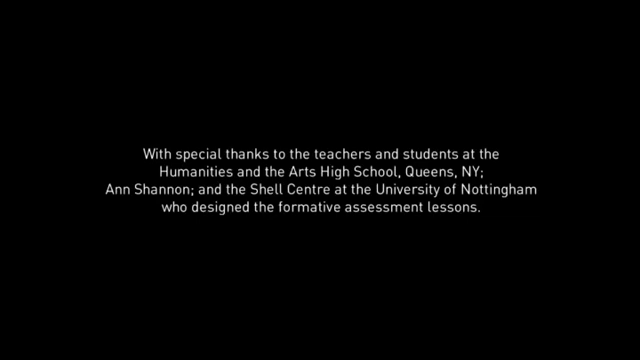 With special thanks to the teachers and students at the
Humanities and the Arts High School, Queens, NY;
Ann Shannon; and the Shell Centre at the University of Nottingham
who designed the formative assessment lessons.